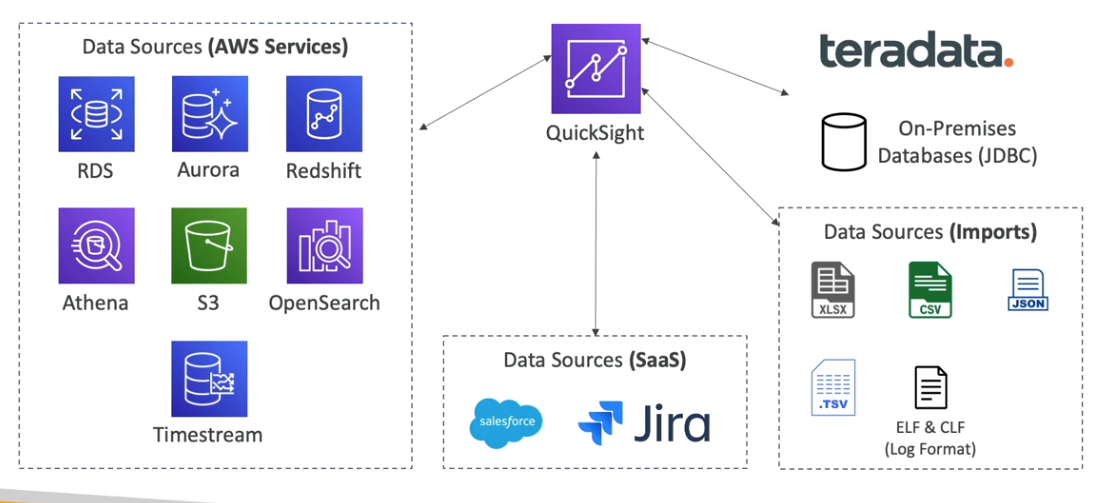 Data Sources (AWS Services)
RDS
Aurora
Redshift
Athena
S3
OpenSearch
Timestream
QuickSight
Data Sources (SaaS)
salesforce
Jira
teradata.
On-Premises
Databases (JDBC)
Data Sources (Imports)
XLSX
CSV
JSON
.TSV
ELF & CLF
(Log Format)